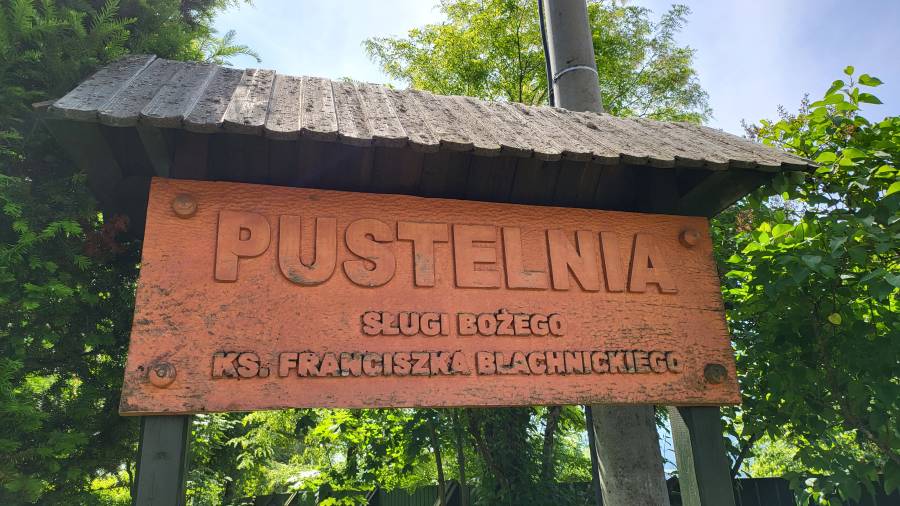 PUSTELNIA
SŁUGI BOŻEGO
KS. FRANCISZKA BLACHNICKIEGO